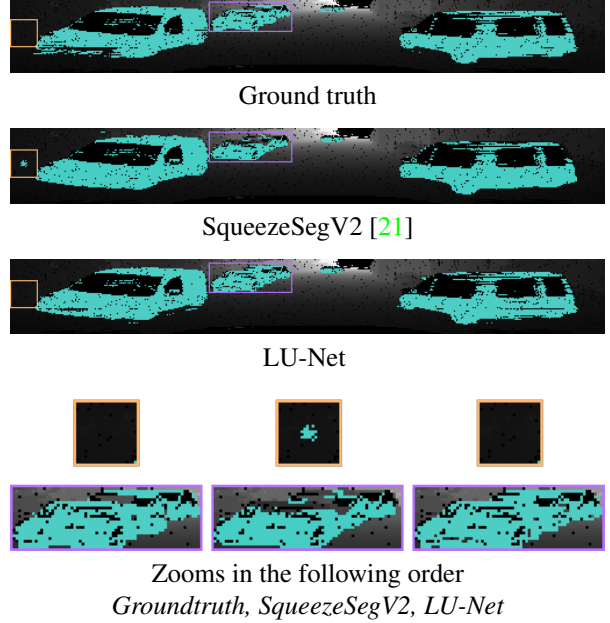 Ground truth
SqueezeSegV2 [21]
LU-Net
Zooms in the following order
Groundtruth, SqueezeSegV2, LU-Net